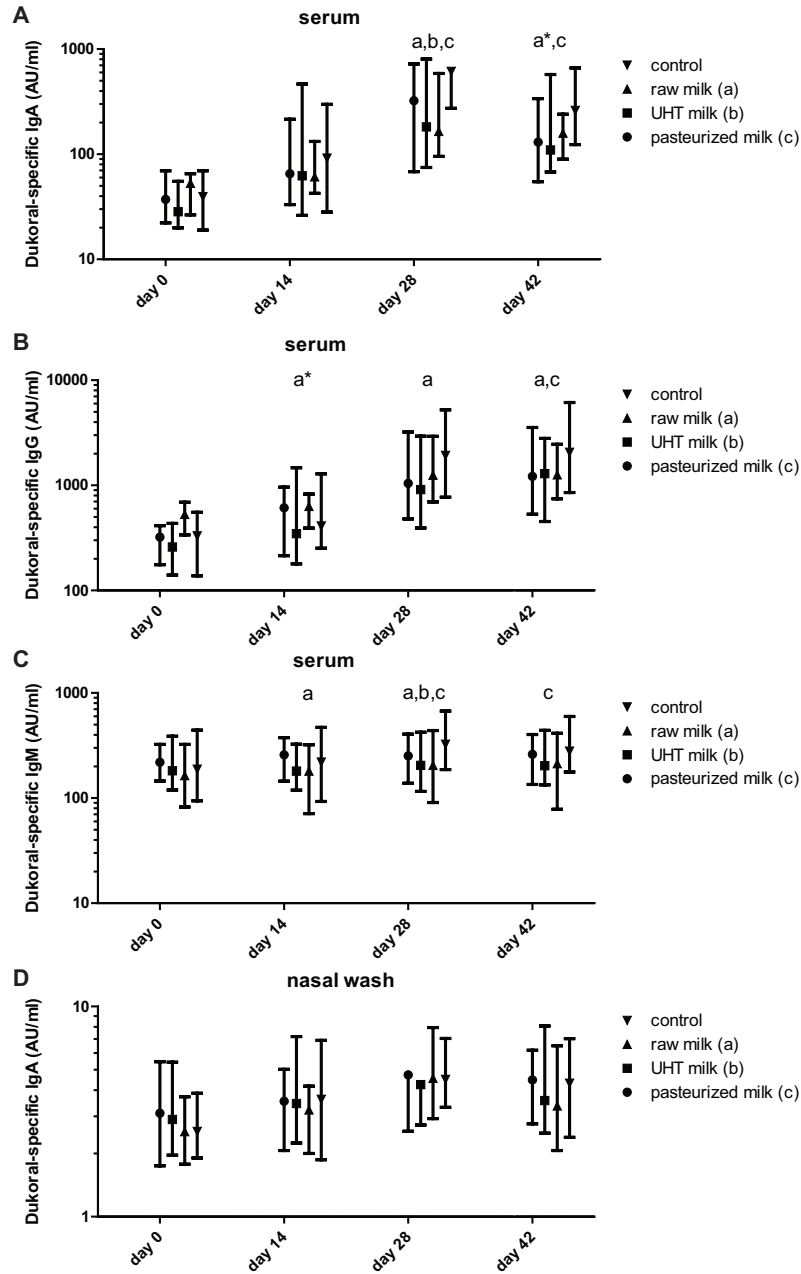 A
serum
a,b,c
a*,c
1000
100
10
Dukoral-specific IgA (AU/ml)
day 0
day 14
day 28
day 42
control
raw milk (a)
UHT milk (b)
pasteurized milk (c)
B
serum
a*
a
a,c
10000
1000
100
Dukoral-specific IgG (AU/ml)
day 0
day 14
day 28
day 42
control
raw milk (a)
UHT milk (b)
pasteurized milk (c)
C
serum
a
a,b,c
c
1000
100
10
Dukoral-specific IgM (AU/ml)
day 0
day 14
day 28
day 42
control
raw milk (a)
UHT milk (b)
pasteurized milk (c)
D
nasal wash
10
1
Dukoral-specific IgA (AU/ml)
day 0
day 14
day 28
day 42
control
raw milk (a)
UHT milk (b)
pasteurized milk (c)